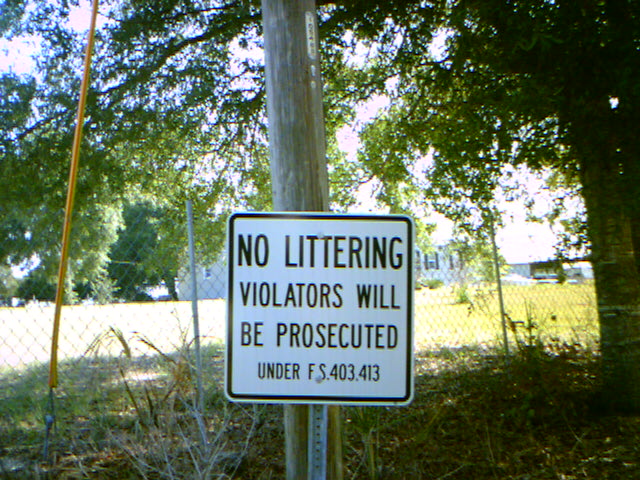 NO LITTERING
VIOLATORS WILL
BE PROSECUTED
UNDER F.S.403.413